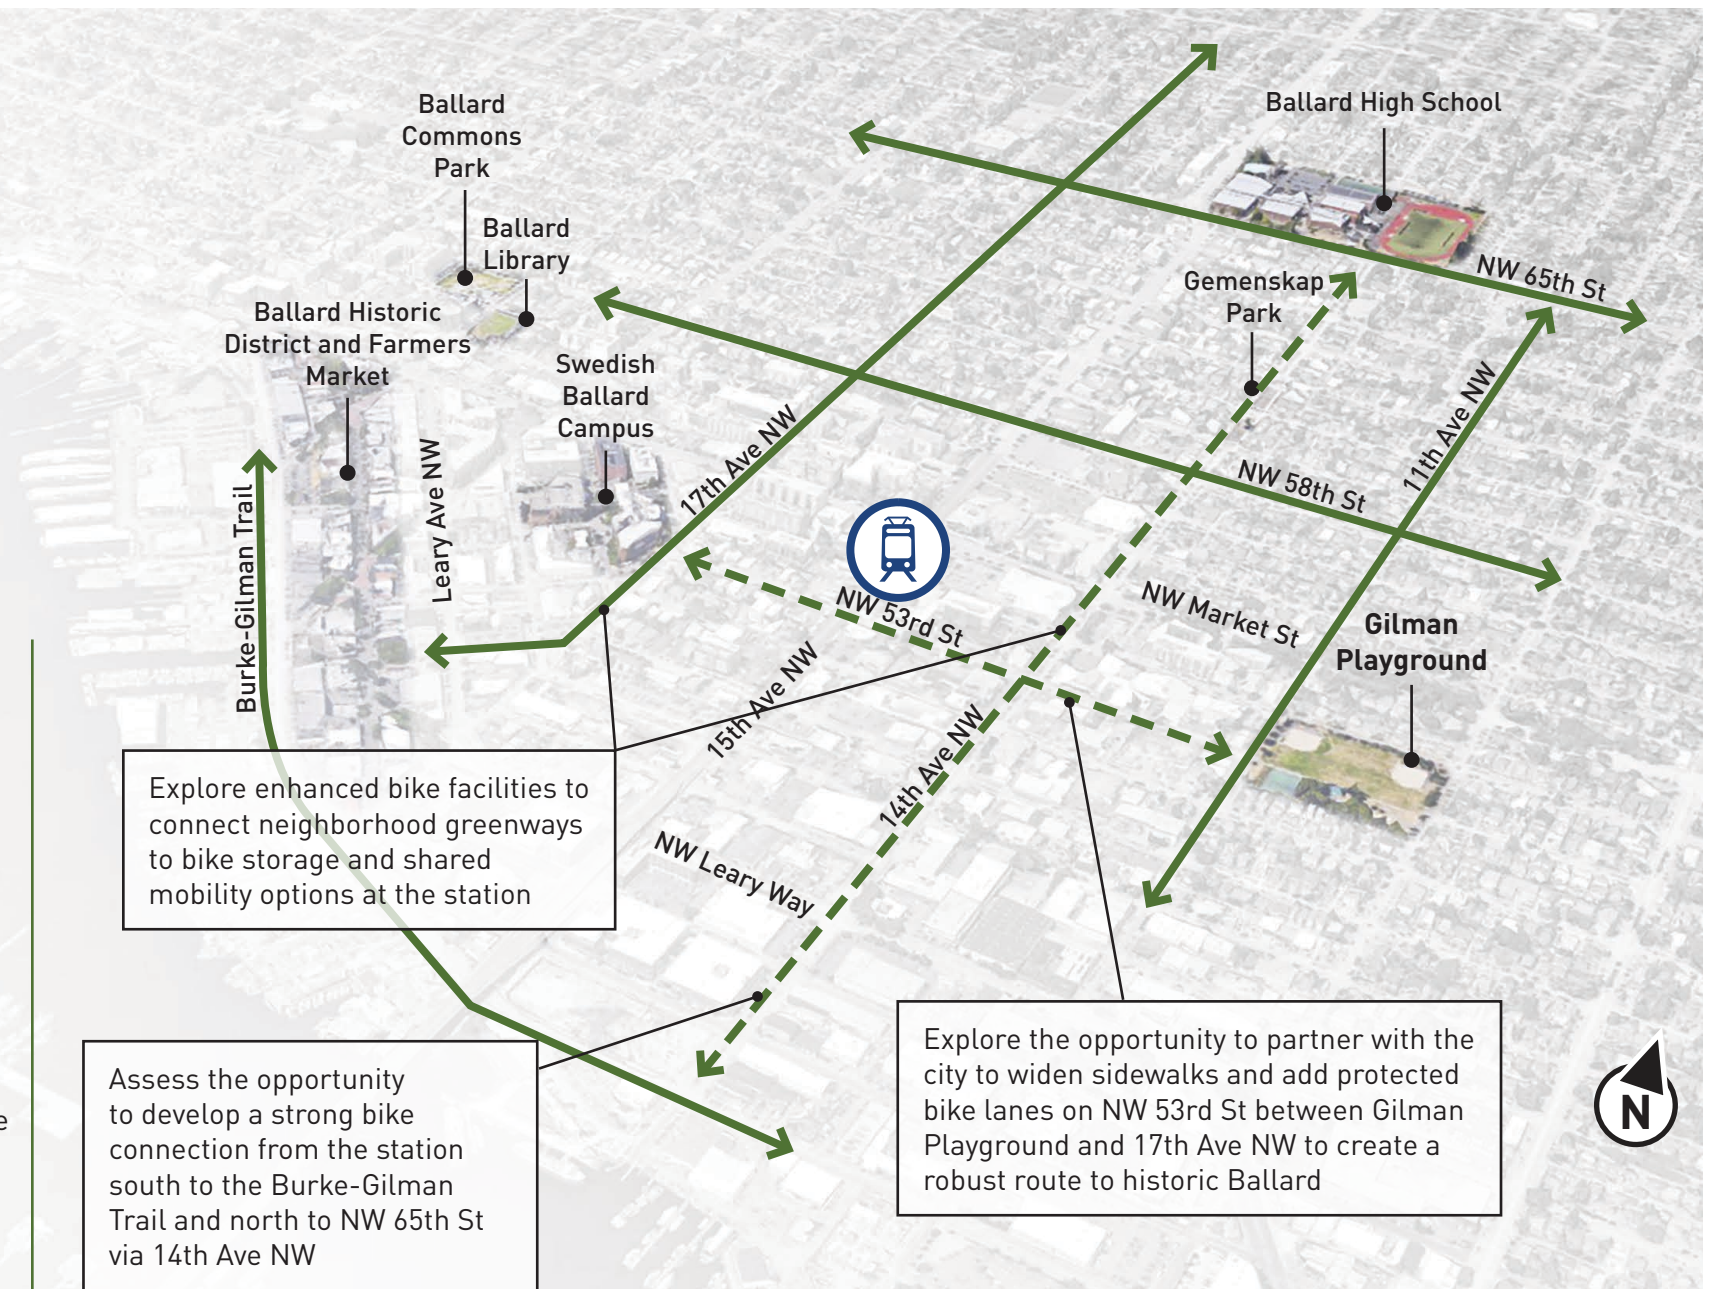 Ballard
Commons
Park
Ballard High School
Ballard
Library
NW 65th St
Gemenskap
Park
Ballard Historic
District and Farmers
Market
Swedish
Ballard
Campus
17th Ave NW
11th Ave NW
Leary Ave NW
NW 58th St
Burke-Gilman Trail
NW 53rd St
NW Market St
Gilman
Playground
15th Ave NW
14th Ave NW
NW Leary Way
Explore enhanced bike facilities to
connect neighborhood greenways
to bike storage and shared
mobility options at the station
Assess the opportunity
to develop a strong bike
connection from the station
south to the Burke-Gilman
Trail and north to NW 65th St
via 14th Ave NW
Explore the opportunity to partner with the
city to widen sidewalks and add protected
bike lanes on NW 53rd St between Gilman
Playground and 17th Ave NW to create a
robust route to historic Ballard
N
e